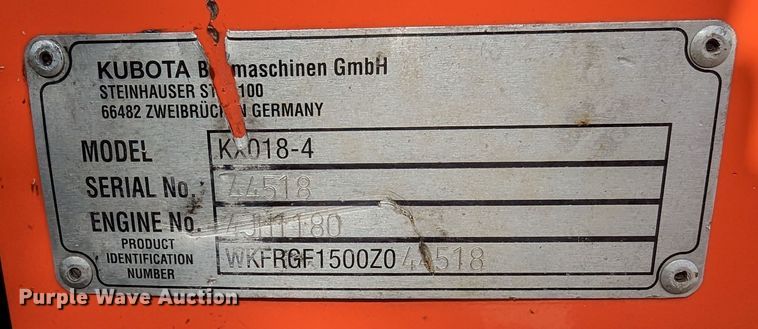 KUBOTA Baumaschinen GmbH
STEINHAUSER STR. 100
66482 ZWEIBRÜCKEN GERMANY
MODEL KX018-4
SERIAL No. 44518
ENGINE No. 4JH1180
PRODUCT IDENTIFICATION NUMBER WKFRGF1500Z044518
Purple Wave Auction